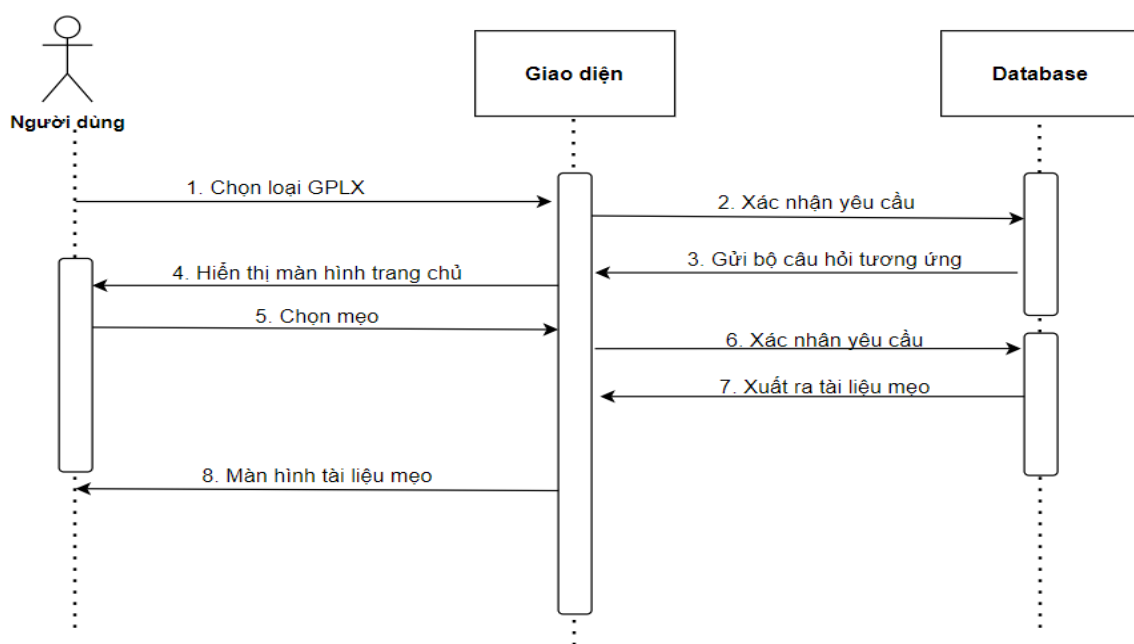 Người dùng
Giao diện
Database
1. Chọn loại GPLX
2. Xác nhận yêu cầu
3. Gửi bộ câu hỏi tương ứng
4. Hiển thị màn hình trang chủ
5. Chọn mẹo
6. Xác nhân yêu cầu
7. Xuất ra tài liệu mẹo
8. Màn hình tài liệu mẹo